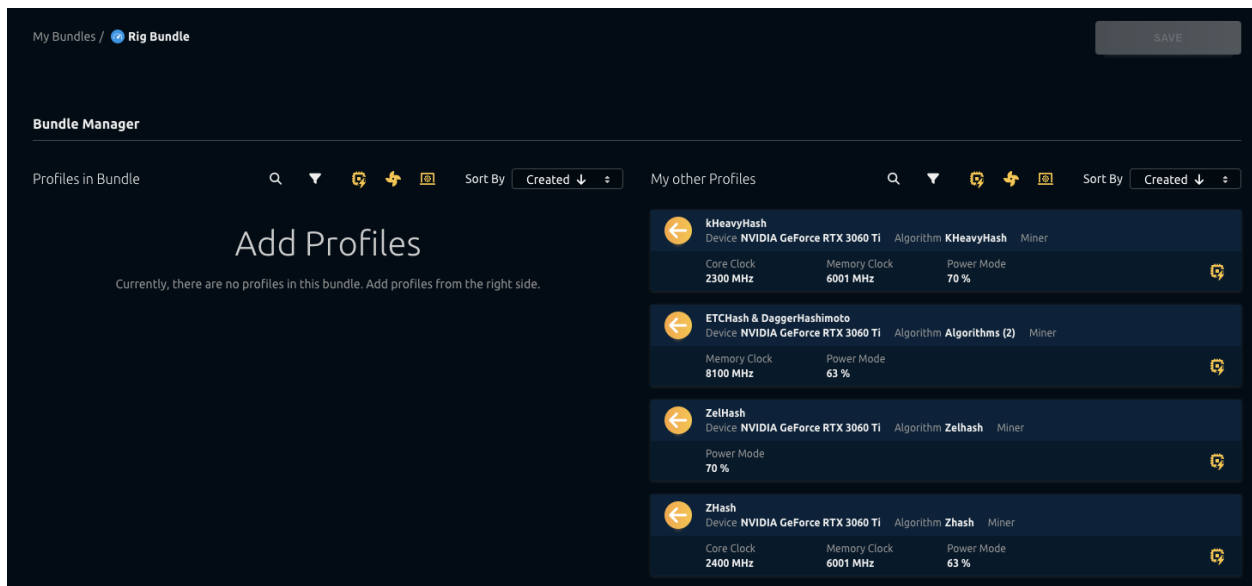 My Bundles / Rig Bundle
SAVE
Bundle Manager
Profiles in Bundle
Sort By Created ↓
Add Profiles
Currently, there are no profiles in this bundle. Add profiles from the right side.
My other Profiles
Sort By Created ↓
kHeavyHash
Device NVIDIA GeForce RTX 3060 Ti Algorithm KHeavyHash Miner
Core Clock Memory Clock Power Mode
2300 MHz 6001 MHz 70 %
ETCHash & DaggerHashimoto
Device NVIDIA GeForce RTX 3060 Ti Algorithm Algorithms (2) Miner
Memory Clock Power Mode
8100 MHz 63 %
ZelHash
Device NVIDIA GeForce RTX 3060 Ti Algorithm Zelhash Miner
Power Mode
70 %
ZHash
Device NVIDIA GeForce RTX 3060 Ti Algorithm Zhash Miner
Core Clock Memory Clock Power Mode
2400 MHz 6001 MHz 63 %